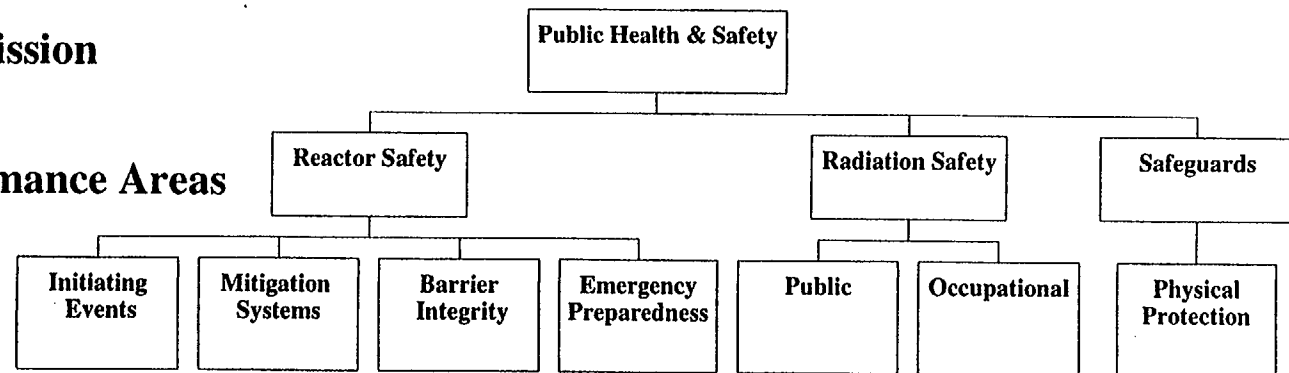 ission
Public Health & Safety
mance Areas
Reactor Safety
Radiation Safety
Safeguards
Initiating
Events
Mitigation
Systems
Barrier
Integrity
Emergency
Preparedness
Public
Occupational
Physical
Protection